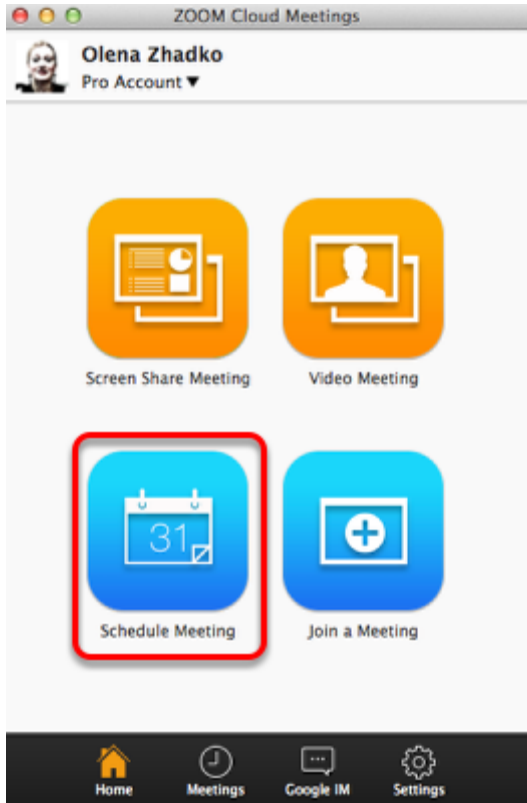 ZOOM Cloud Meetings
Olena Zhadko
Pro Account ▼
Screen Share Meeting
Video Meeting
31
Schedule Meeting
Join a Meeting
Home
Meetings
Google IM
Settings